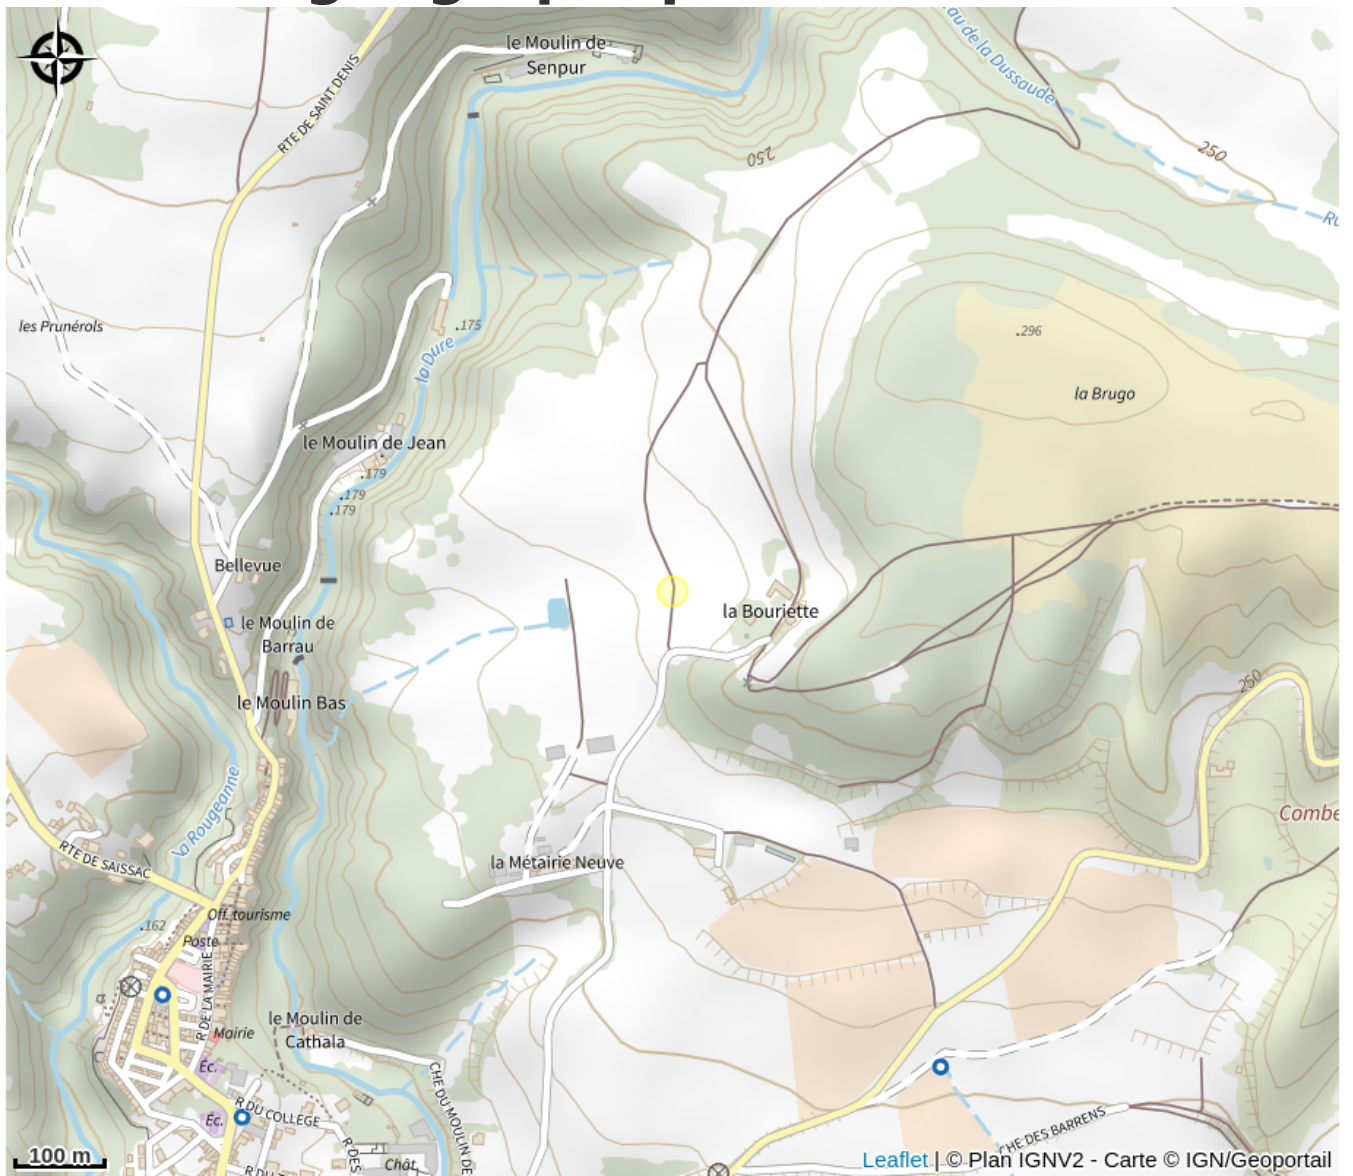 le Moulin de
Senpur
RTE DE SAINT DENIS
250
250
les Prunérols
.175
la Dure
.296
la Brugo
le Moulin de Jean
.179
.179
.179
Bellevue
le Moulin de
Barrau
la Bouriette
le Moulin Bas
250
la Rougeanne
Combe
RTE DE SAISSAC
la Métairie Neuve
Off. tourisme
.162
Poste
R DE LA MAIRIE
Mairie
le Moulin de
Cathala
Éc.
Éc.
R DU COLLEGE
CHE DU MOULIN DE
R DES
CHE DES BARRENS
Chât.
100 m
Leaflet | © Plan IGNV2 - Carte © IGN/Geoportail